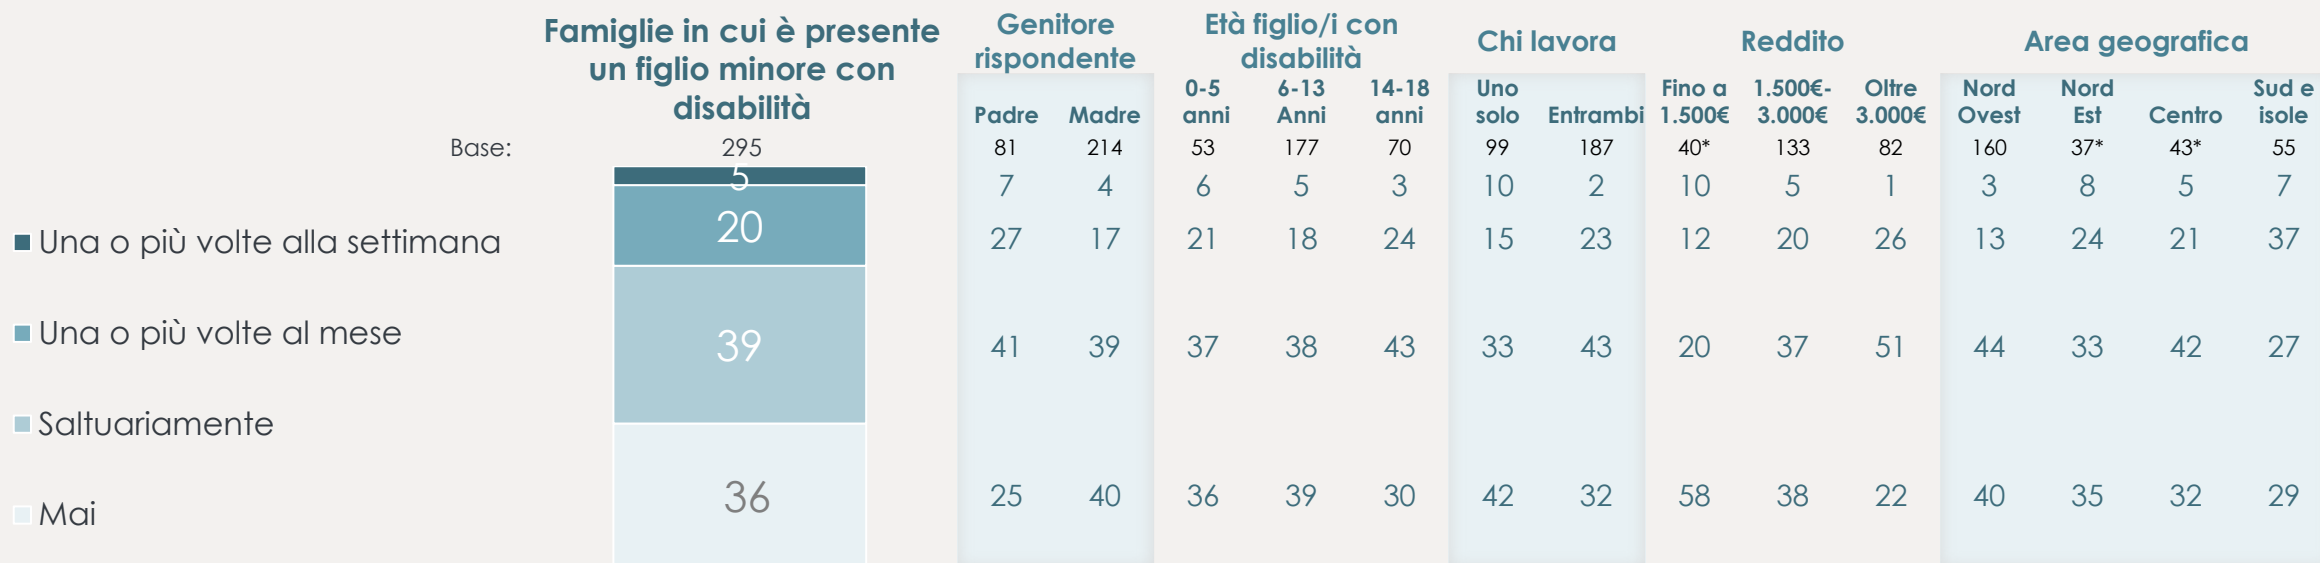 Famiglie in cui è presente
un figlio minore con
disabilità
Genitore
rispondente
Età figlio/i con
disabilità
Chi lavora
Reddito
Area geografica
Padre Madre
0-5
anni
6-13
Anni
14-18
anni
Uno
solo
Entrambi
Fino a
1.500€
1.500€-
3.000€
Oltre
3.000€
Nord
Ovest
Nord
Est
Centro
Sud e
isole
Base: 295 81 214 53 177 70 99 187 40* 133 82 160 37* 43* 55
5 7 4 6 5 3 10 2 10 5 1 3 8 5 7
Una o più volte alla settimana 20 27 17 21 18 24 15 23 12 20 26 13 24 21 37
Una o più volte al mese 39 41 39 37 38 43 33 43 20 37 51 44 33 42 27
Saltuariamente
Mai 36 25 40 36 39 30 42 32 58 38 22 40 35 32 29